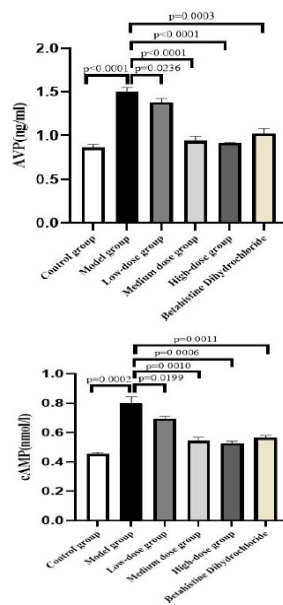 p=0.0003
p<0.0001
p<0.0001
p<0.0001 p=0.0236
AVP(ng/ml)
2.0
1.5
1.0
0.5
0.0
Control group
Model group
Low-dose group
Medium dose group
High-dose group
Betahistine Dihydrochloride
p=0.0011
p=0.0006
p=0.0010
p=0.0002 p=0.0199
cAMP(nmol/l)
1.0
0.8
0.6
0.4
0.2
0.0
Control group
Model group
Low-dose group
Medium dose group
High-dose group
Betahistine Dihydrochloride